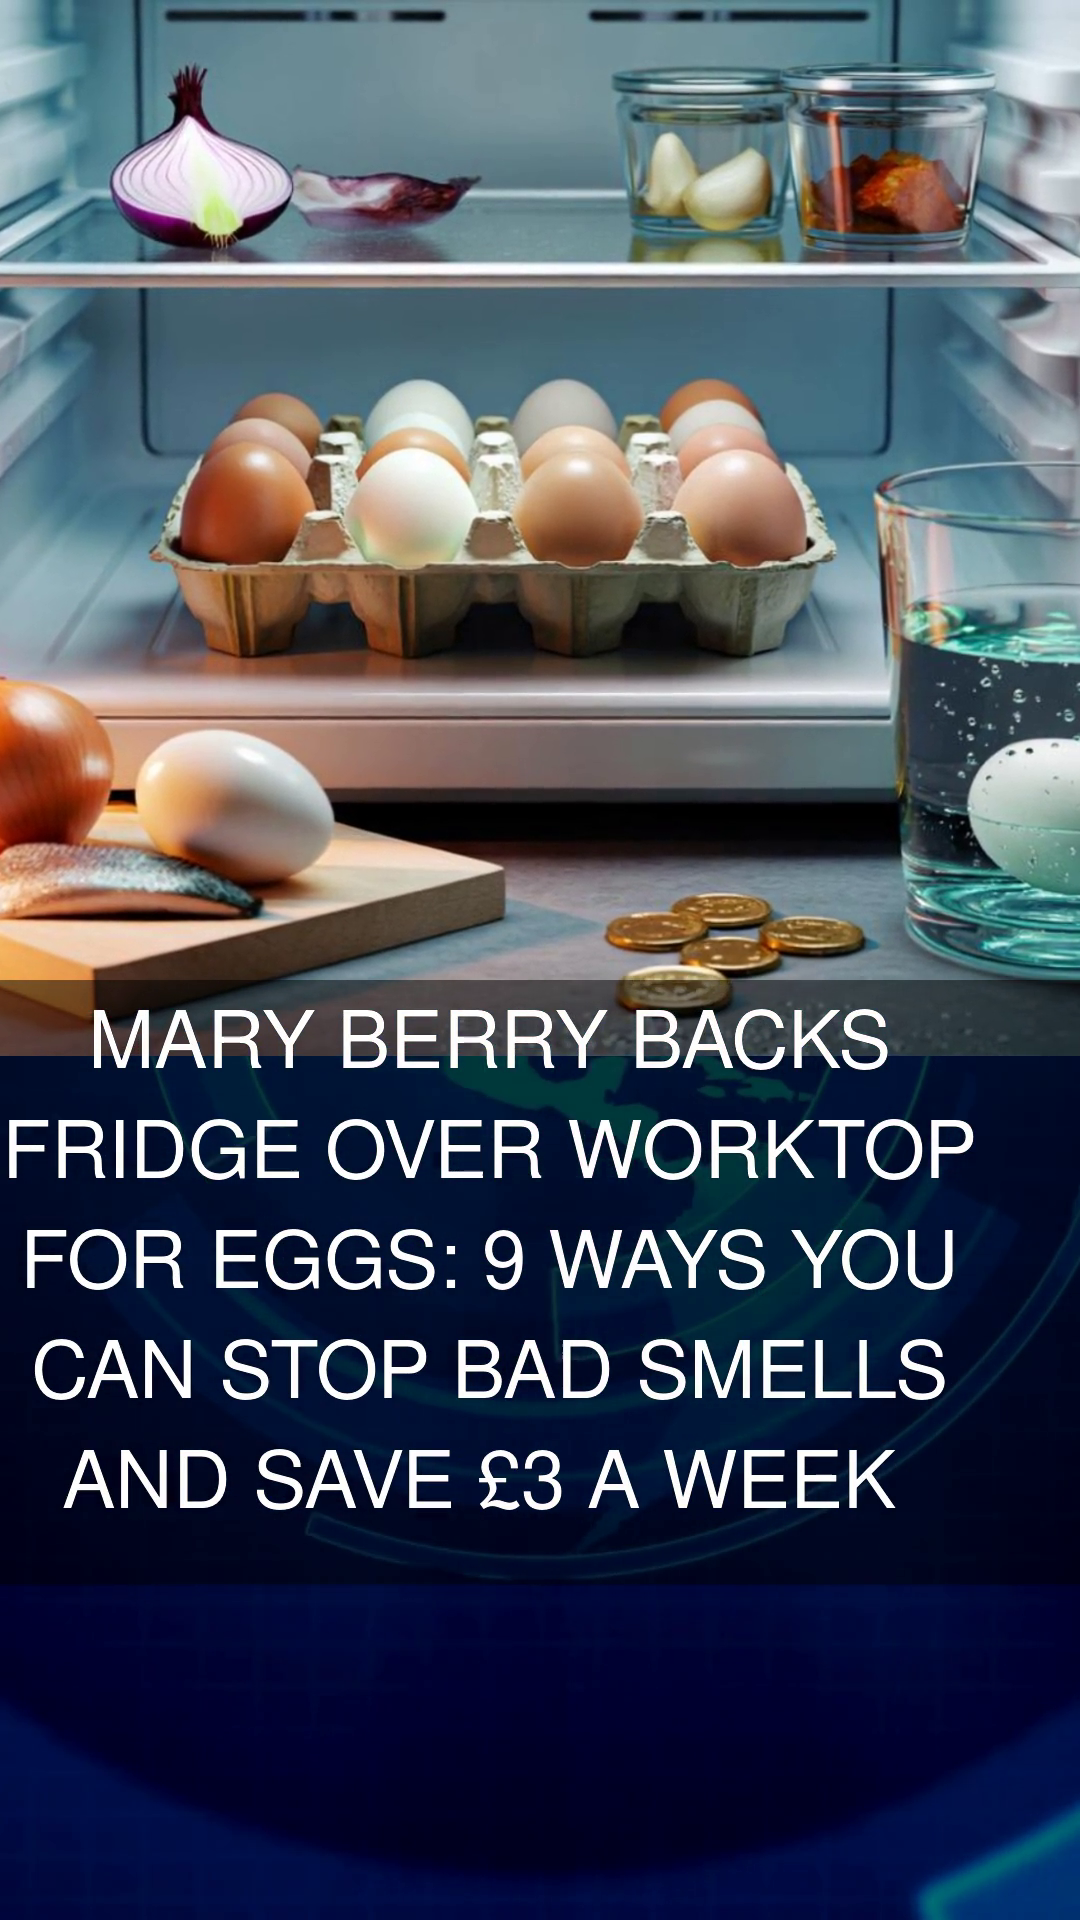 MARY BERRY BACKS
FRIDGE OVER WORKTOP
FOR EGGS: 9 WAYS YOU
CAN STOP BAD SMELLS
AND SAVE £3 A WEEK